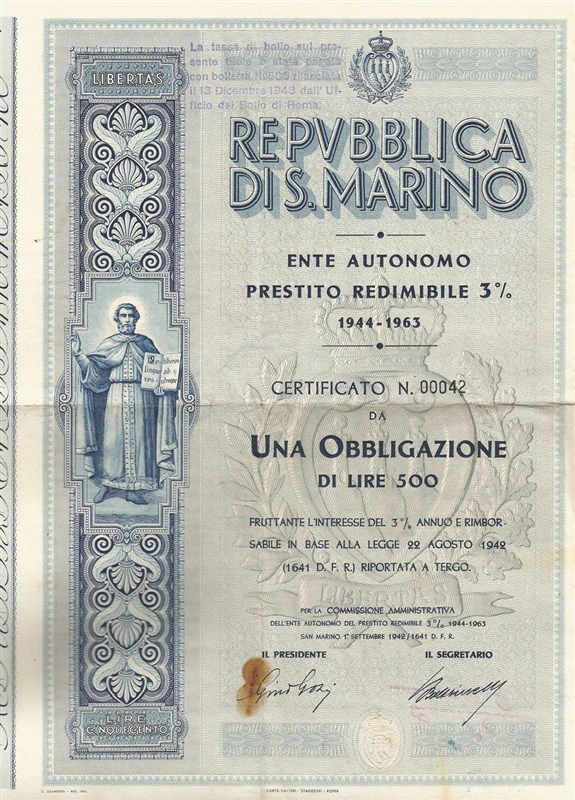 La tassa di bollo sul pre-
sente titolo è stata pagata
con bolletta N.
il 13 Dicembre 1943 dall' Uf-
ficio del Bollo di Roma.
LIBERTAS
REPVBBLICA
DI S. MARINO
ENTE AUTONOMO
PRESTITO REDIMIBILE 3%
1944-1963
CERTIFICATO N. 00042
DA
UNA OBBLIGAZIONE
DI LIRE 500
FRUTTANTE L'INTERESSE DEL 3% ANNUO E RIMBOR-
SABILE IN BASE ALLA LEGGE 22 AGOSTO 1942
(1641 D. F. R.) RIPORTATA A TERGO.
LIBERTAS
PER LA COMMISSIONE AMMINISTRATIVA
DELL'ENTE AUTONOMO DEL PRESTITO REDIMIBILE 3% 1944-1963
SAN MARINO 1° SETTEMBRE 1942/1641 D. F. R.
IL PRESIDENTE IL SEGRETARIO
Gino Gozi
LIRE
CINQUECENTO
CARTE-VALORI - STADERINI - ROMA